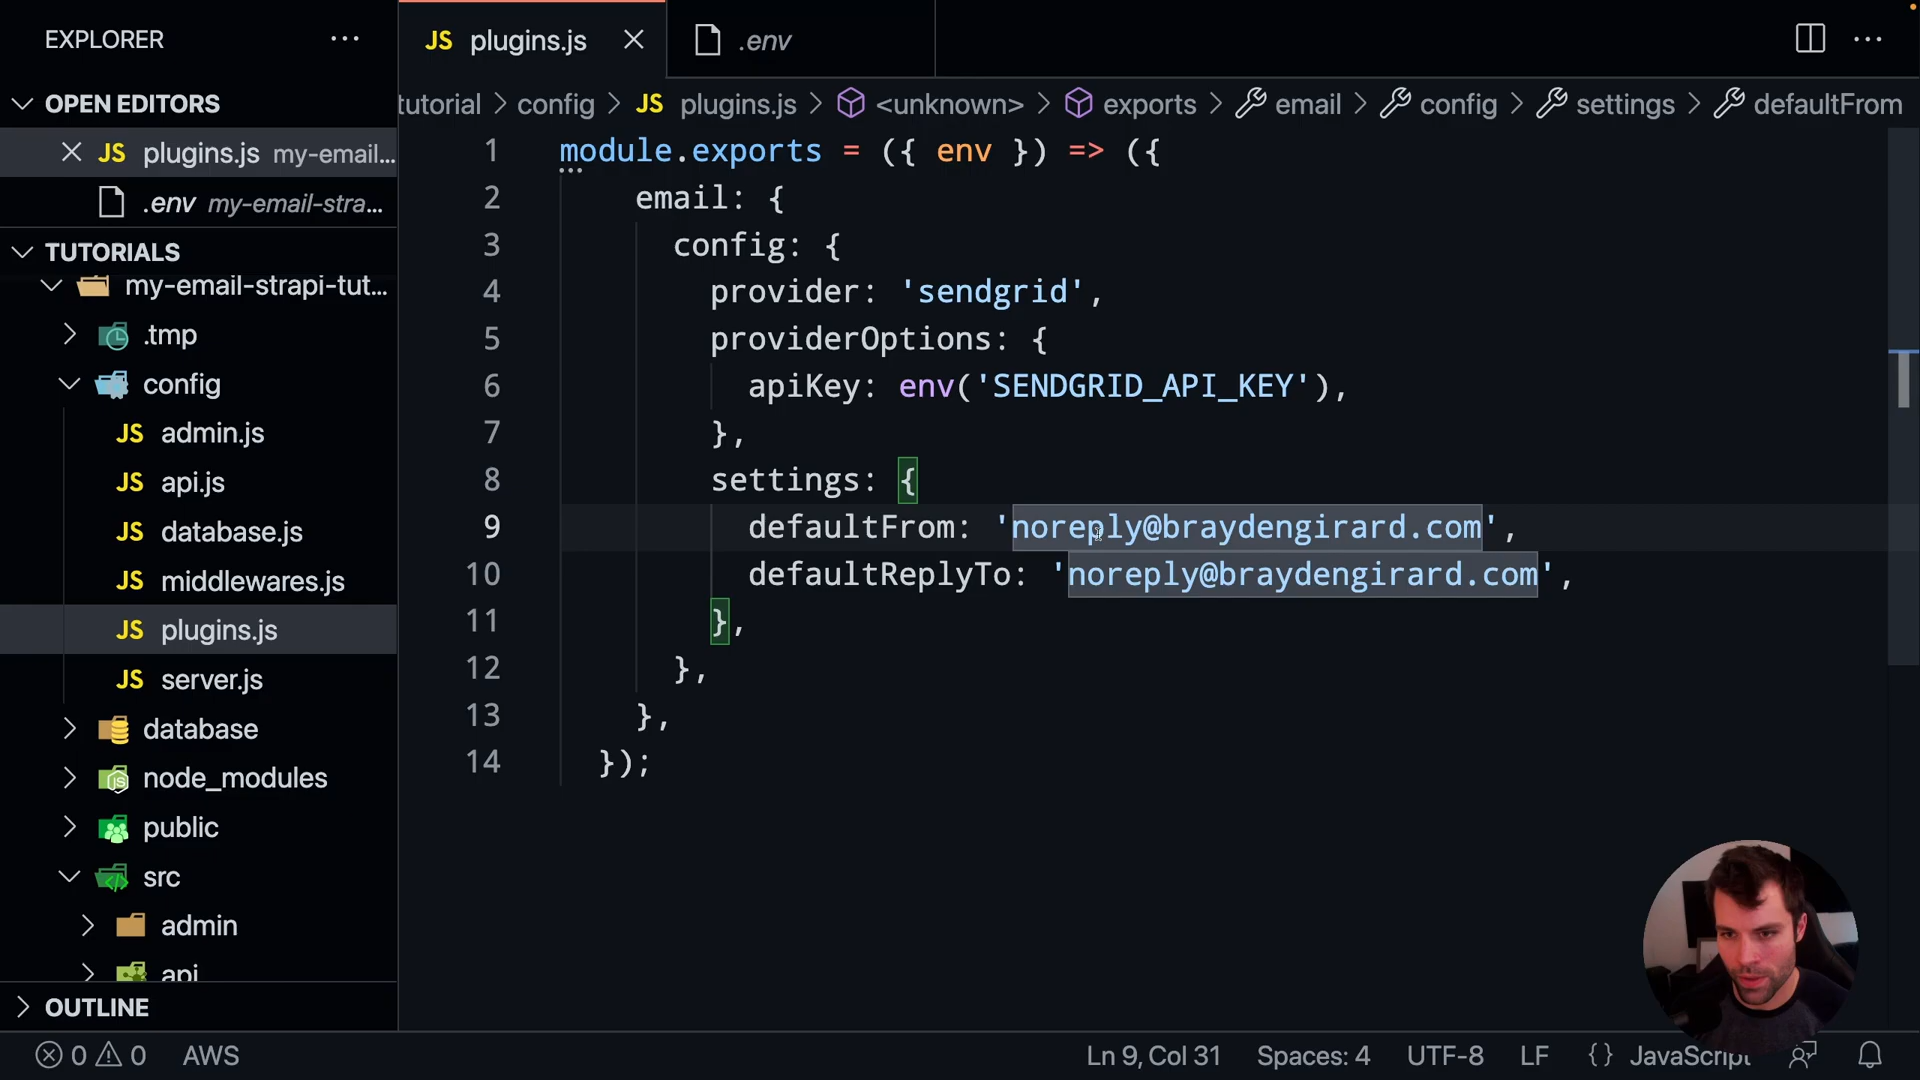 EXPLORER
OPEN EDITORS
JS plugins.js my-email...
.env my-email-stra...
TUTORIALS
my-email-strapi-tut...
.tmp
config
JS admin.js
JS api.js
JS database.js
JS middlewares.js
JS plugins.js
JS server.js
database
node_modules
public
src
admin
api
OUTLINE
JS plugins.js
.env
tutorial > config > JS plugins.js > <unknown> > exports > email > config > settings > defaultFrom
1 module.exports = ({ env }) => ({
2 email: {
3 config: {
4 provider: 'sendgrid',
5 providerOptions: {
6 apiKey: env('SENDGRID_API_KEY'),
7 },
8 settings: {
9 defaultFrom: 'noreply@braydengirard.com',
10 defaultReplyTo: 'noreply@braydengirard.com',
11 },
12 },
13 },
14 });
0 0 AWS
Ln 9, Col 31 Spaces: 4 UTF-8 LF {} JavaScript